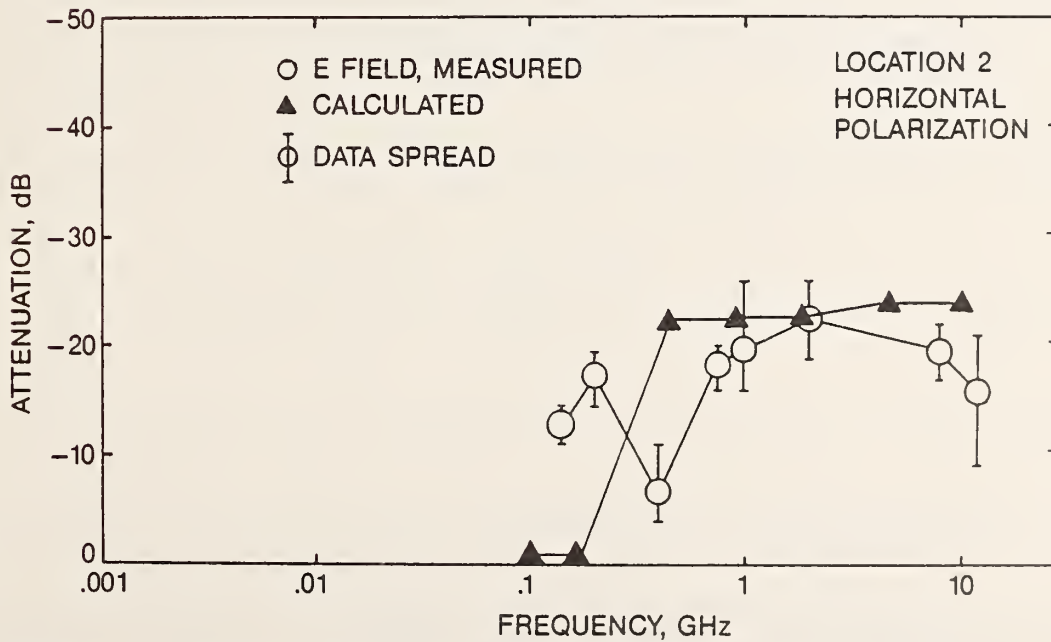 −50
−40
−30
−20
−10
0
ATTENUATION, dB
E FIELD, MEASURED
CALCULATED
DATA SPREAD
LOCATION 2
HORIZONTAL
POLARIZATION
.001
.01
0.1
1
10
FREQUENCY, GHz